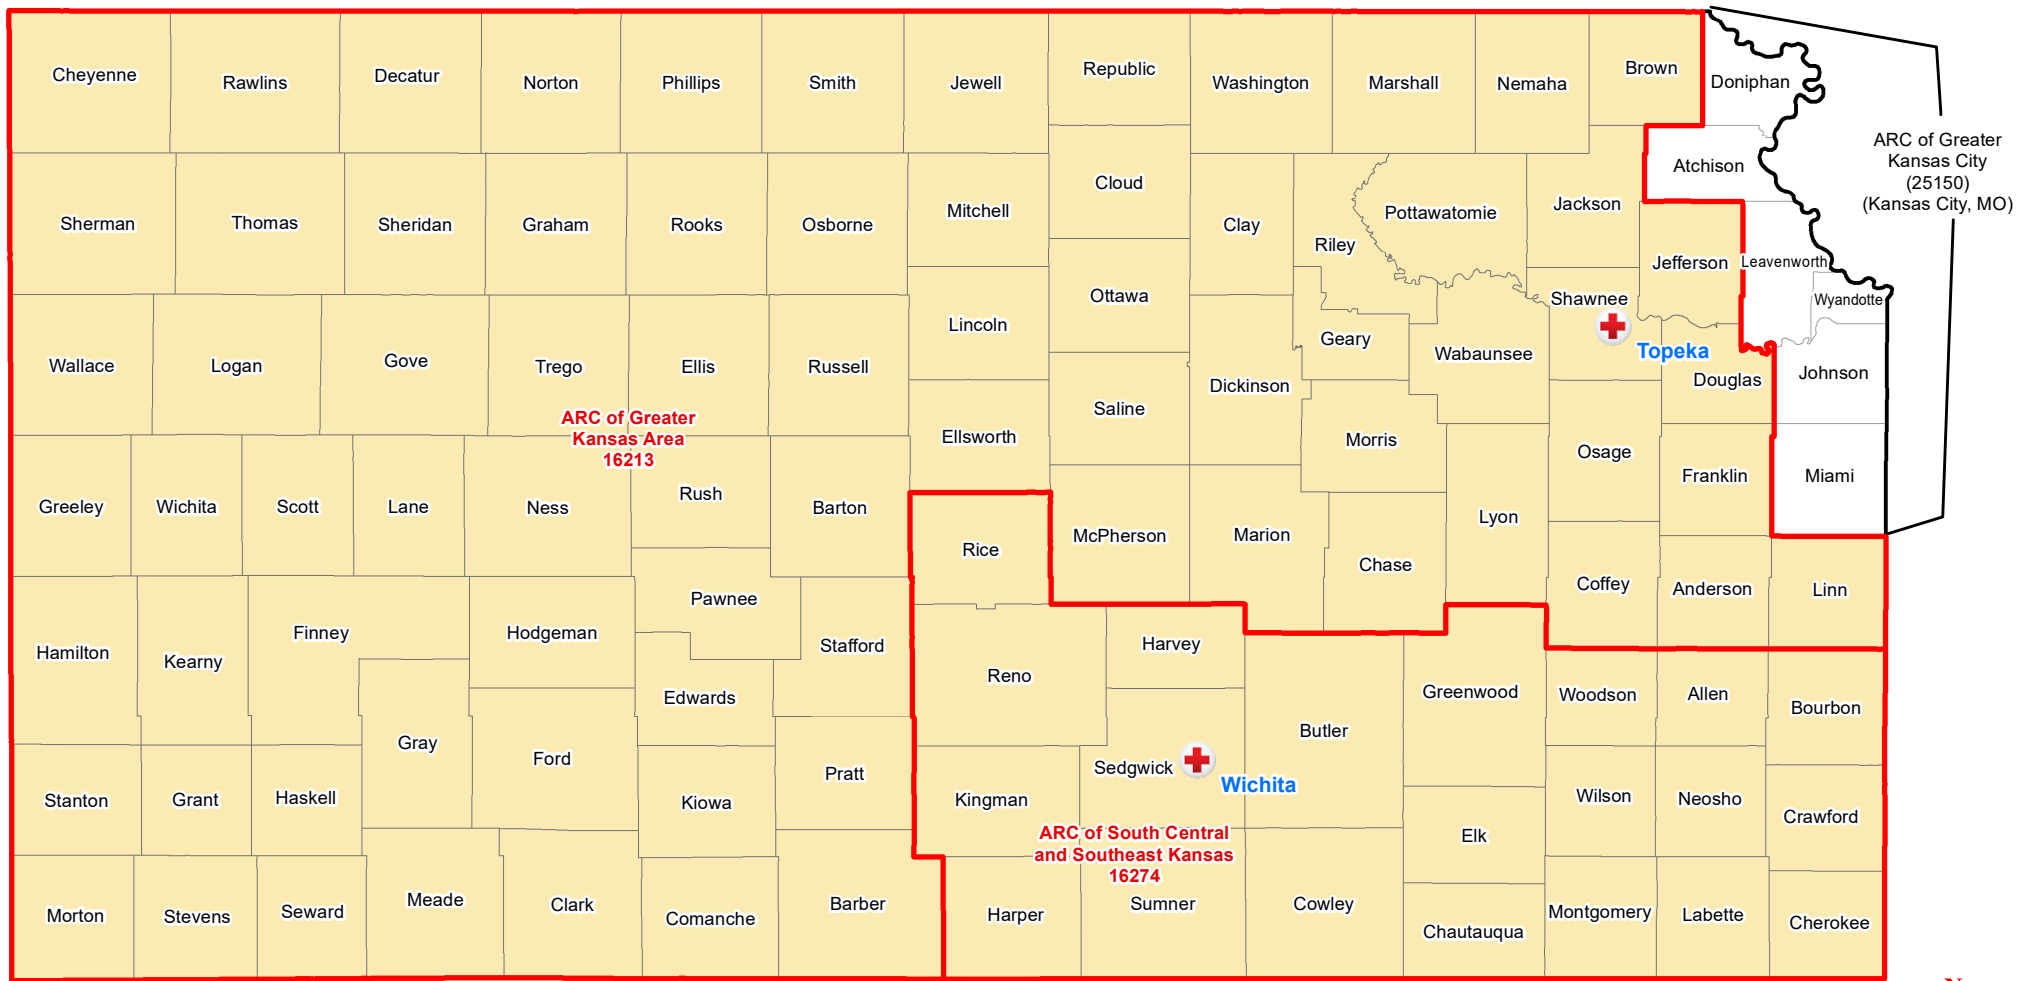 Cheyenne
Rawlins
Decatur
Norton
Phillips
Smith
Jewell
Republic
Washington
Marshall
Nemaha
Brown
Doniphan
ARC of Greater
Kansas City
(25150)
(Kansas City, MO)
Atchison
Sherman
Thomas
Sheridan
Graham
Rooks
Osborne
Mitchell
Cloud
Clay
Riley
Pottawatomie
Jackson
Jefferson
Leavenworth
Wyandotte
Ottawa
Shawnee
Topeka
Wallace
Logan
Gove
Trego
Ellis
Russell
Lincoln
Saline
Dickinson
Geary
Wabaunsee
Douglas
Johnson
ARC of Greater
Kansas Area
16213
Ellsworth
Morris
Osage
Franklin
Miami
Greeley
Wichita
Scott
Lane
Ness
Rush
Barton
Rice
McPherson
Marion
Chase
Lyon
Coffey
Anderson
Linn
Hamilton
Kearny
Finney
Hodgeman
Pawnee
Stafford
Edwards
Reno
Harvey
Butler
Greenwood
Woodson
Allen
Bourbon
Gray
Ford
Kiowa
Pratt
Kingman
Sedgwick
Wichita
Stanton
Grant
Haskell
Elk
Wilson
Neosho
Crawford
ARC of South Central
and Southeast Kansas
16274
Morton
Stevens
Seward
Meade
Clark
Comanche
Barber
Harper
Sumner
Cowley
Chautauqua
Montgomery
Labette
Cherokee